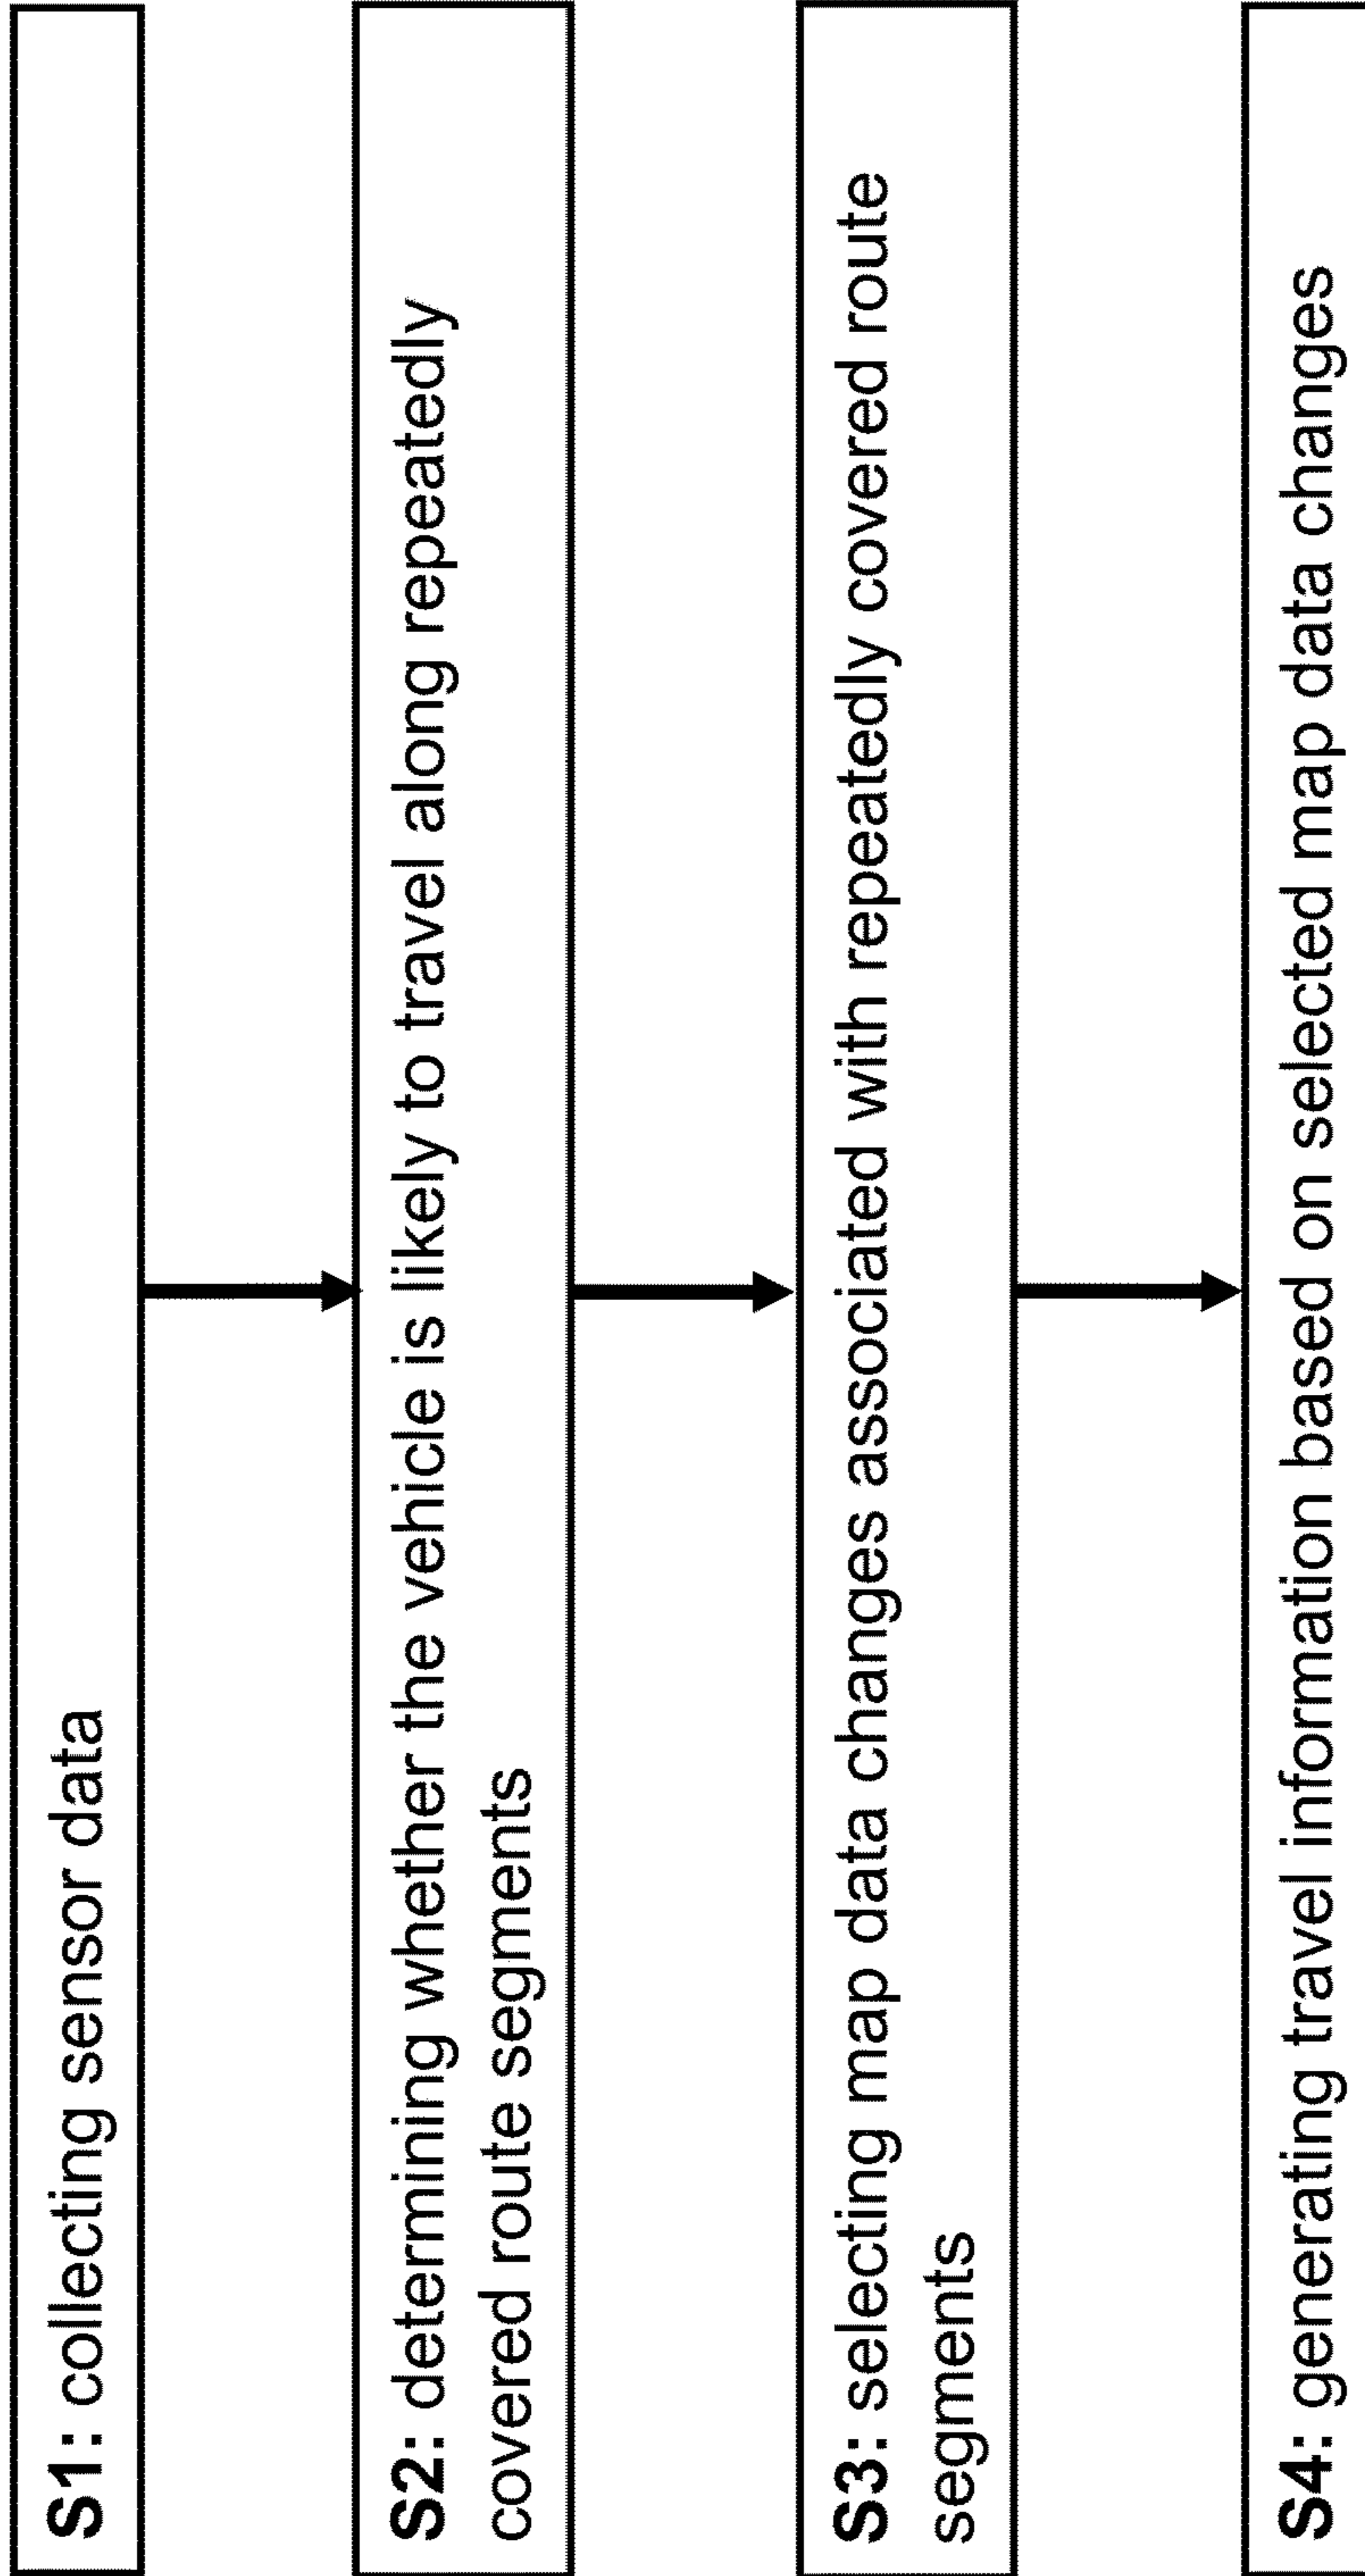 S1: collecting sensor data
S2: determining whether the vehicle is likely to travel along repeatedly
covered route segments
S3: selecting map data changes associated with repeatedly covered route
segments
S4: generating travel information based on selected map data changes